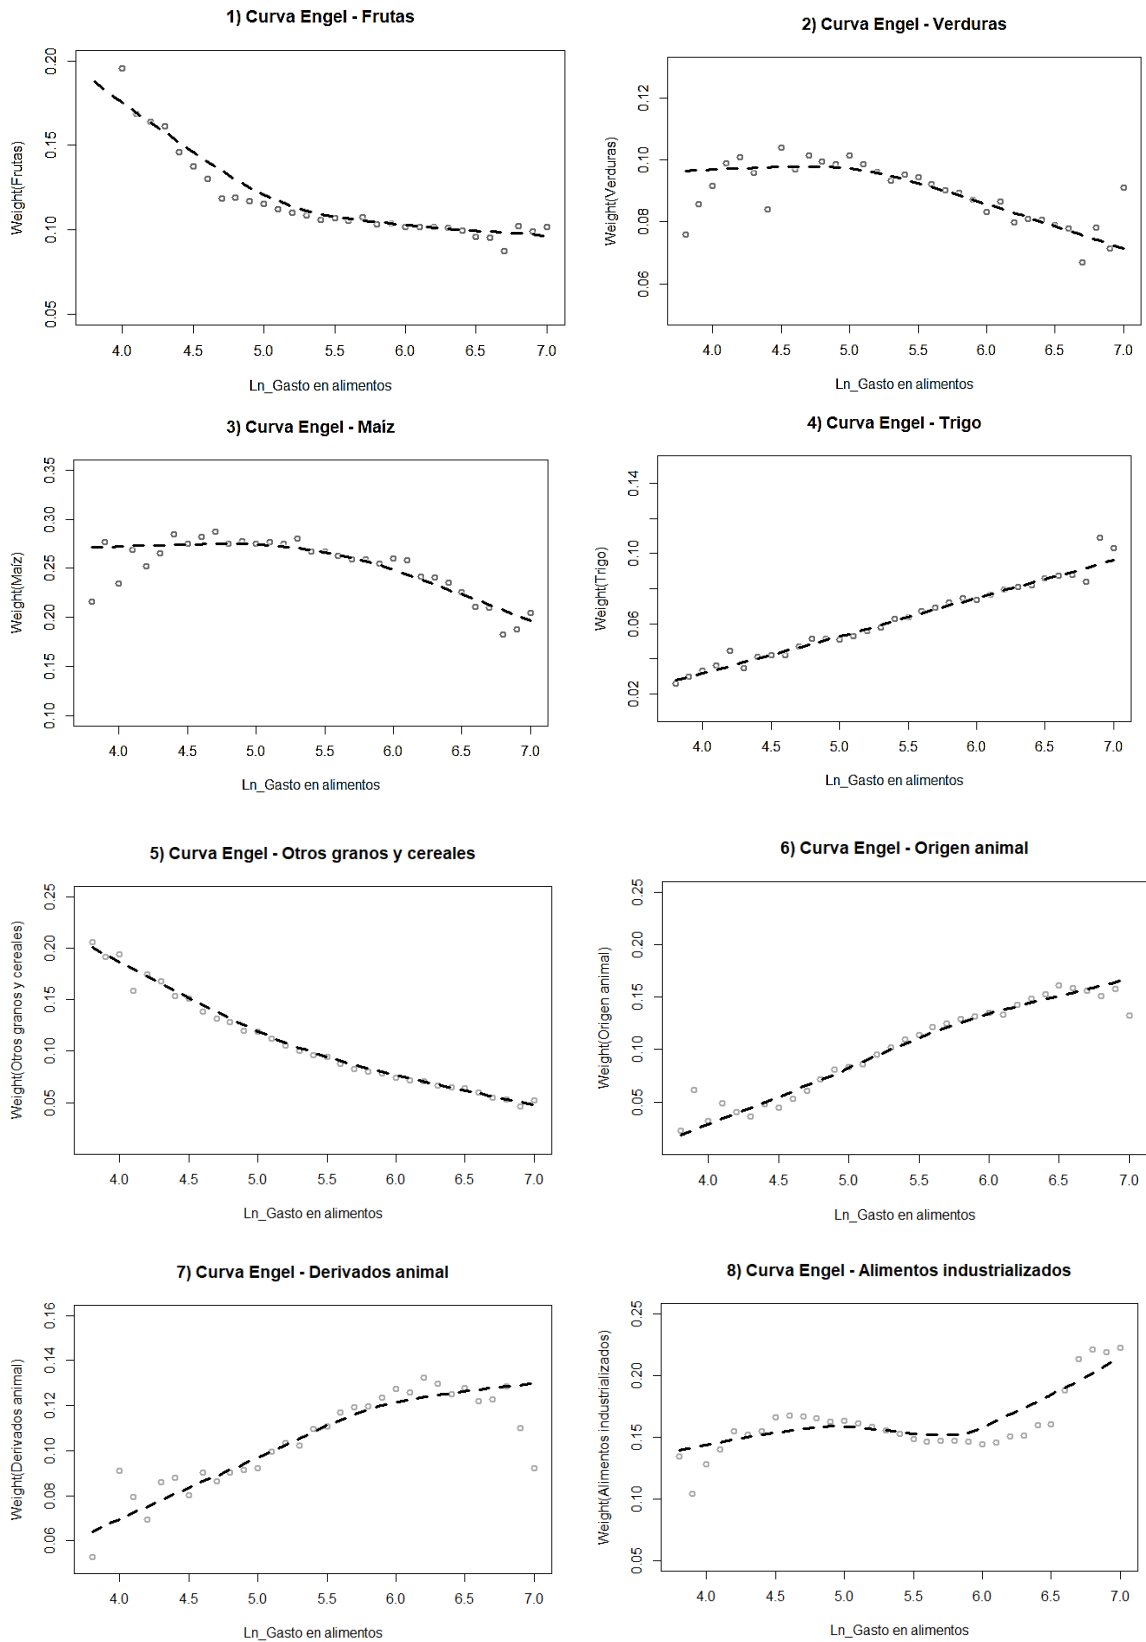 1) Curva Engel - Frutas
Weight(Frutas)
0.20
0.15
0.10
0.05
4.0 4.5 5.0 5.5 6.0 6.5 7.0
Ln_Gasto en alimentos
2) Curva Engel - Verduras
Weight(Verduras)
0.12
0.10
0.08
0.06
4.0 4.5 5.0 5.5 6.0 6.5 7.0
Ln_Gasto en alimentos
3) Curva Engel - Maíz
Weight(Maíz)
0.35
0.30
0.25
0.20
0.15
0.10
4.0 4.5 5.0 5.5 6.0 6.5 7.0
Ln_Gasto en alimentos
4) Curva Engel - Trigo
Weight(Trigo)
0.14
0.10
0.06
0.02
4.0 4.5 5.0 5.5 6.0 6.5 7.0
Ln_Gasto en alimentos
5) Curva Engel - Otros granos y cereales
Weight(Otros granos y cereales)
0.25
0.20
0.15
0.10
0.05
4.0 4.5 5.0 5.5 6.0 6.5 7.0
Ln_Gasto en alimentos
6) Curva Engel - Origen animal
Weight(Origen animal)
0.25
0.20
0.15
0.10
0.05
4.0 4.5 5.0 5.5 6.0 6.5 7.0
Ln_Gasto en alimentos
7) Curva Engel - Derivados animal
Weight(Derivados animal)
0.16
0.14
0.12
0.10
0.08
0.06
4.0 4.5 5.0 5.5 6.0 6.5 7.0
Ln_Gasto en alimentos
8) Curva Engel - Alimentos industrializados
Weight(Alimentos industrializados)
0.25
0.20
0.15
0.10
0.05
4.0 4.5 5.0 5.5 6.0 6.5 7.0
Ln_Gasto en alimentos